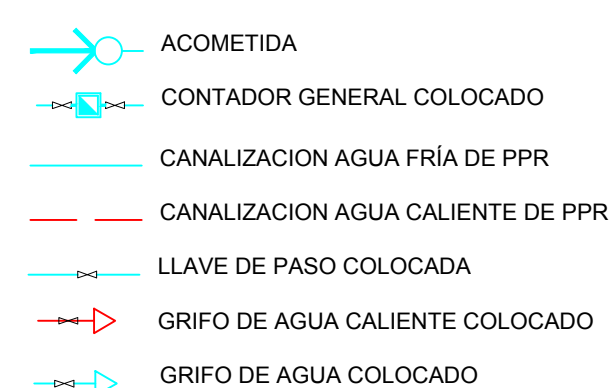 ACOMETIDA
CONTADOR GENERAL COLOCADO
CANALIZACION AGUA FRÍA DE PPR
CANALIZACION AGUA CALIENTE DE PPR
LLAVE DE PASO COLOCADA
GRIFO DE AGUA CALIENTE COLOCADO
GRIFO DE AGUA COLOCADO